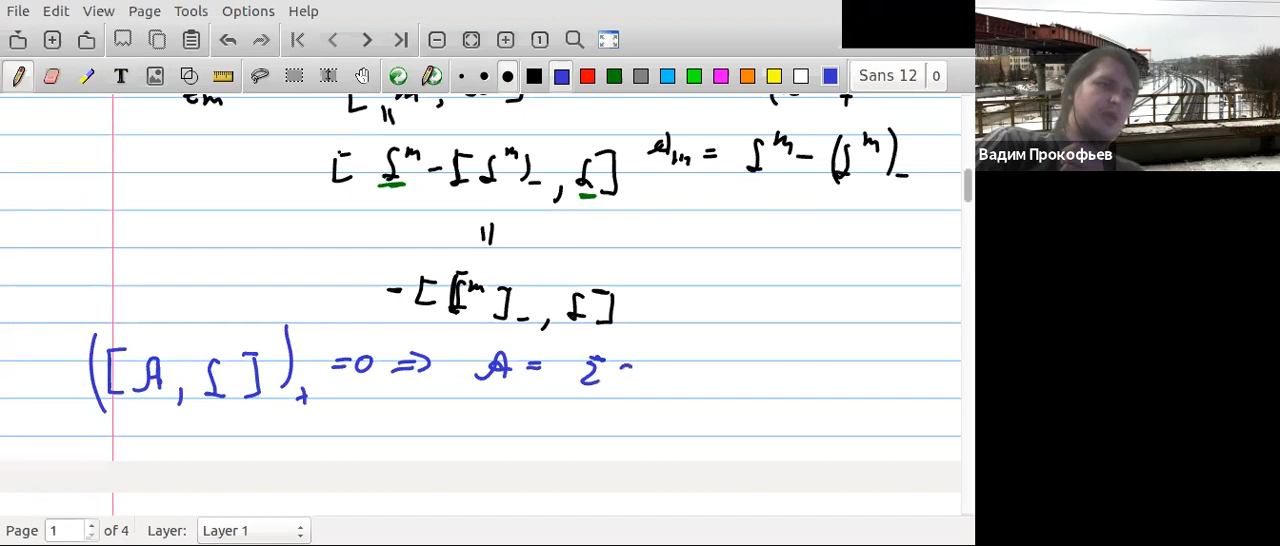 File Edit View Page Tools Options Help
Sans 12 0
Вадим Прокофьев
[ L^m - [L^m)_- , L ] A_m = L^m - (L^m)_-
||
- [ [L^m]_- , L ]
([A, L])_+ = 0 ⇒ A = Σ
Page 1 of 4 Layer: Layer 1